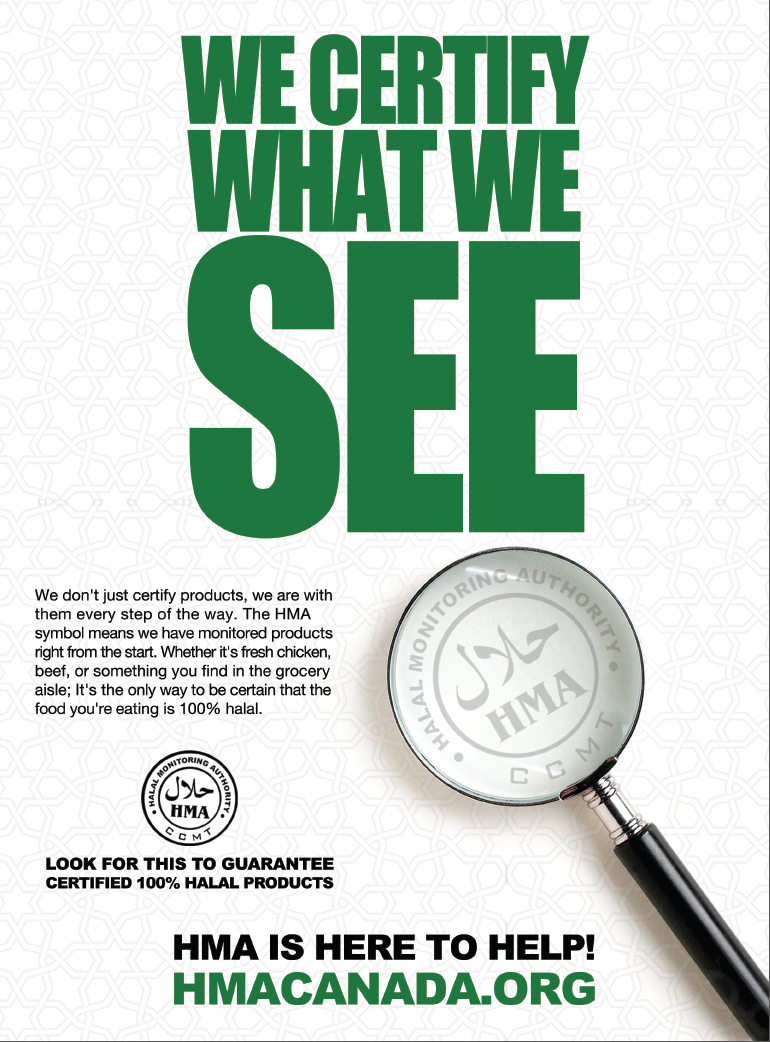 WE CERTIFY
WHAT WE
SEE
We don't just certify products, we are with
them every step of the way. The HMA
symbol means we have monitored products
right from the start. Whether it's fresh chicken,
beef, or something you find in the grocery
aisle; It's the only way to be certain that the
food you're eating is 100% halal.
• HALAL MONITORING AUTHORITY •
حلال
HMA
CCMT
• HALAL MONITORING AUTHORITY •
حلال
HMA
CCMT
LOOK FOR THIS TO GUARANTEE
CERTIFIED 100% HALAL PRODUCTS
HMA IS HERE TO HELP!
HMACANADA.ORG